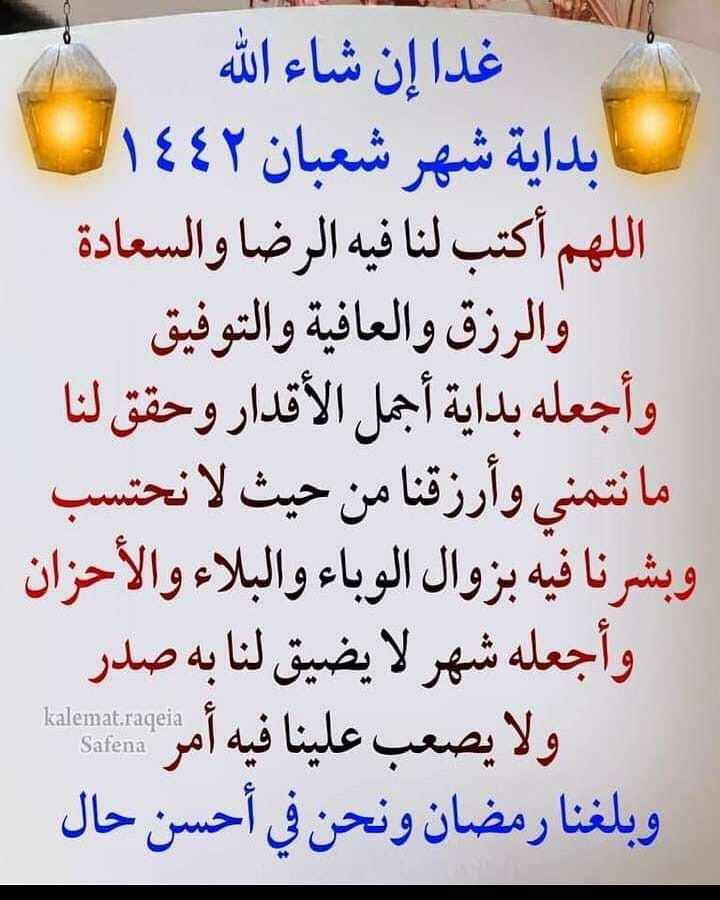 غدا إن شاء الله
بداية شهر شعبان ١٤٤٢
اللهم أكتب لنا فيه الرضا والسعادة
والرزق والعافية والتوفيق
وأجعله بداية أجمل الأقدار وحقق لنا
ما نتمني وأرزقنا من حيث لا نحتسب
وبشرنا فيه بزوال الوباء والبلاء والأحزان
وأجعله شهر لا يضيق لنا به صدر
ولا يصعب علينا فيه أمر
kalemat.raqeia
Safena
وبلغنا رمضان ونحن في أحسن حال